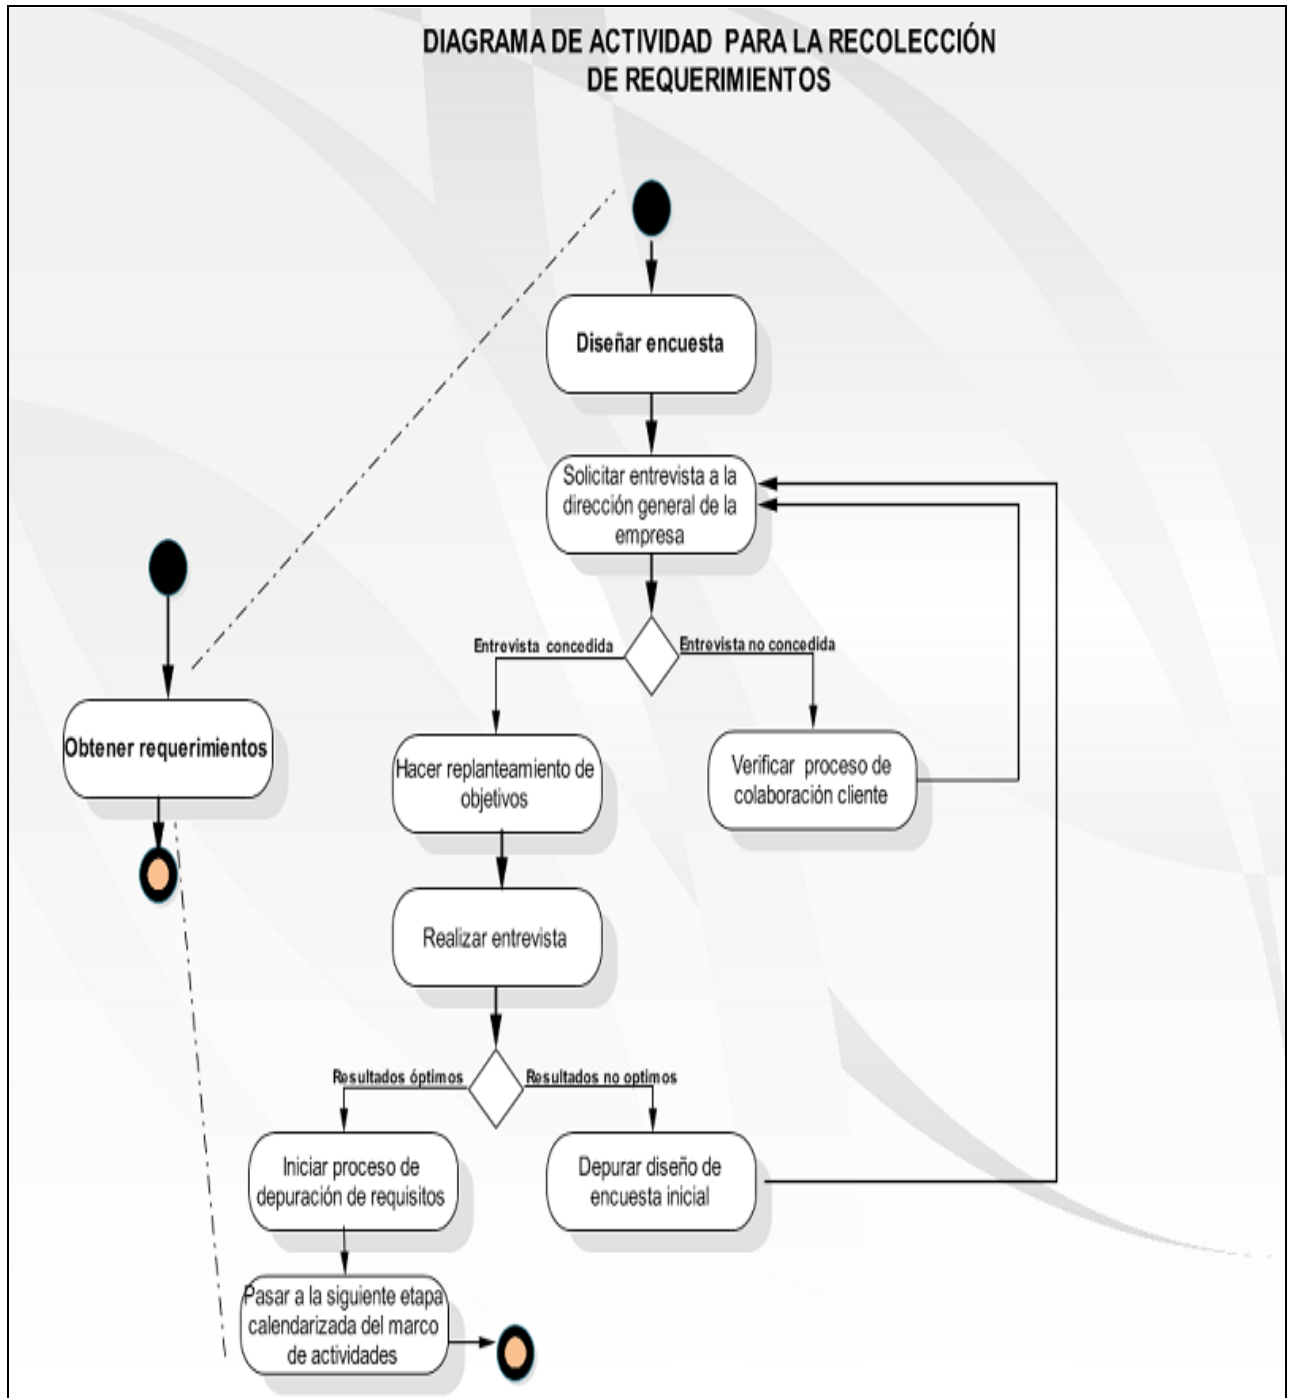 DIAGRAMA DE ACTIVIDAD PARA LA RECOLECCIÓN
DE REQUERIMIENTOS
Diseñar encuesta
Solicitar entrevista a la
dirección general de la
empresa
Entrevista concedida
Entrevista no concedida
Obtener requerimientos
Hacer replanteamiento de
objetivos
Verificar proceso de
colaboración cliente
Realizar entrevista
Resultados óptimos
Resultados no optimos
Iniciar proceso de
depuración de requisitos
Depurar diseño de
encuesta inicial
Pasar a la siguiente etapa
calendarizada del marco
de actividades